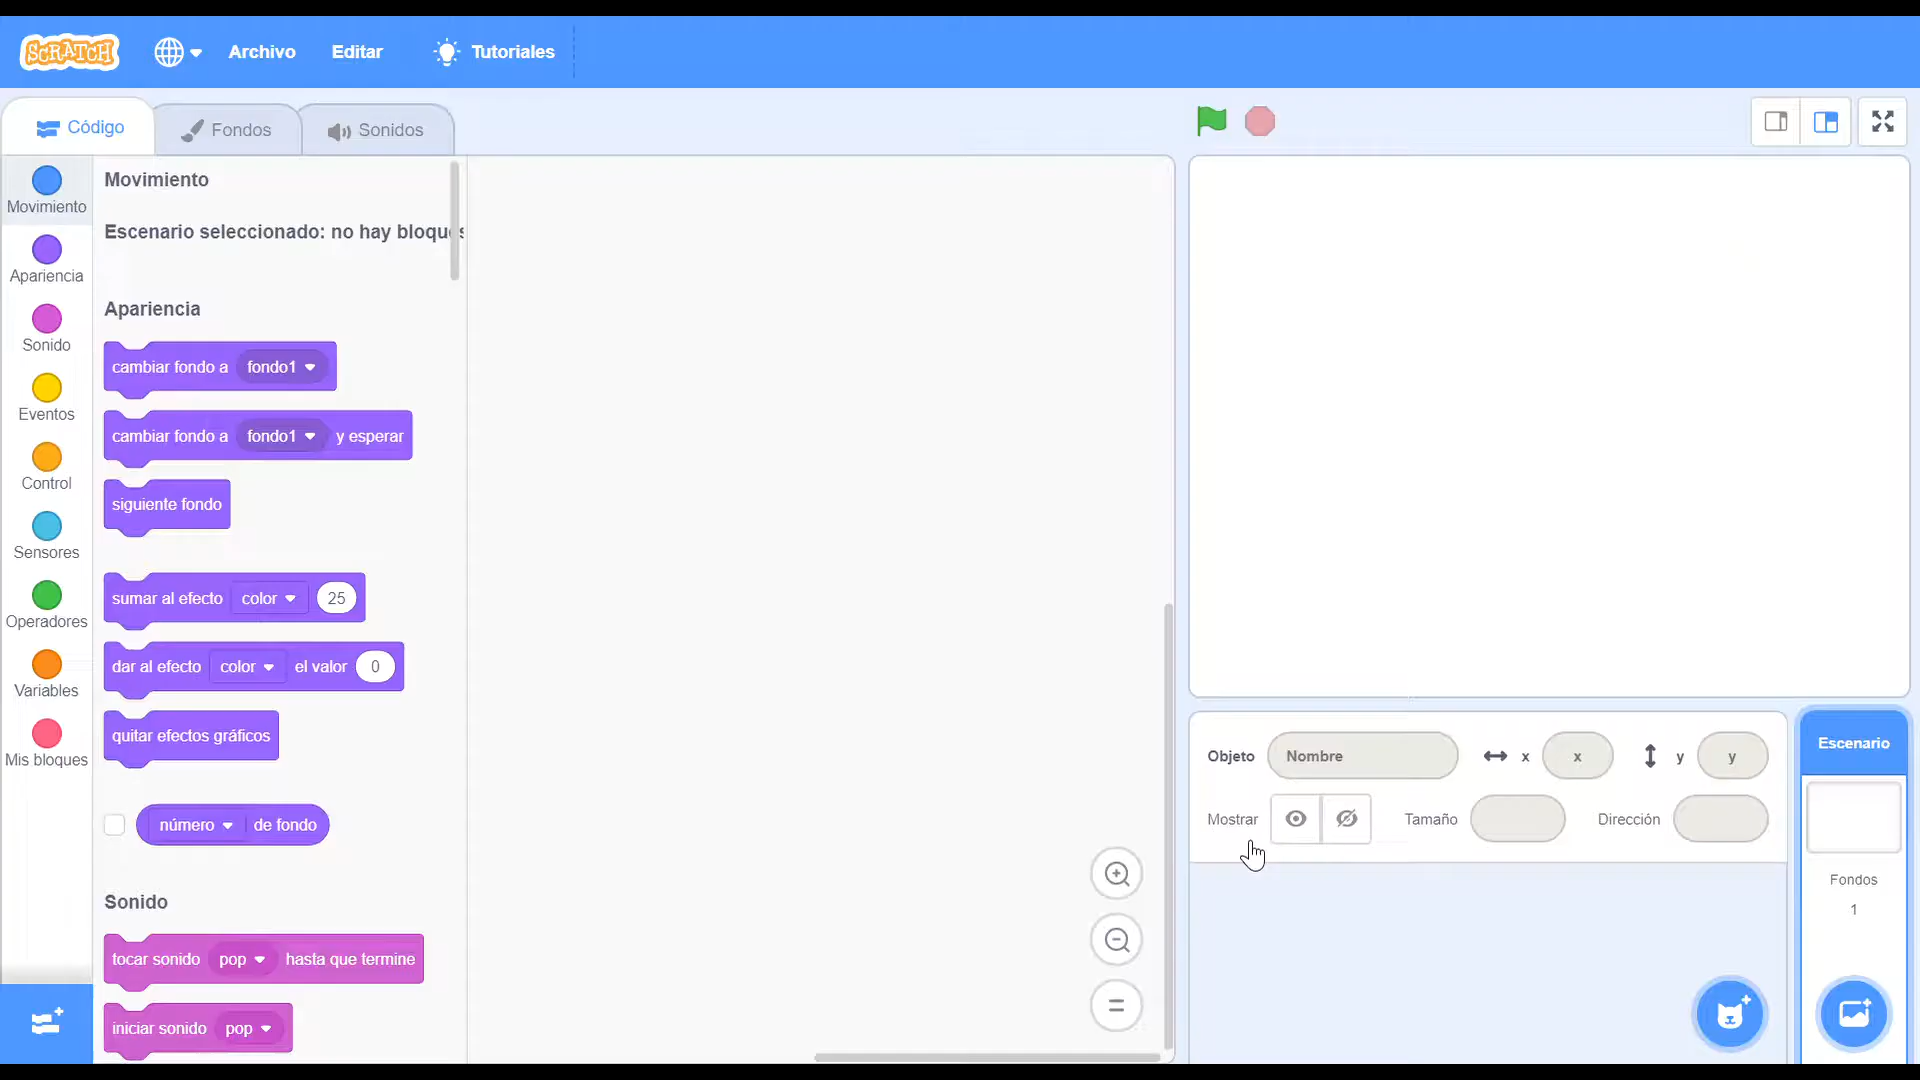 SCRATCH
Archivo
Editar
Tutoriales
Código
Fondos
Sonidos
Movimiento
Apariencia
Sonido
Eventos
Control
Sensores
Operadores
Variables
Mis bloques
Movimiento
Escenario seleccionado: no hay bloques
Apariencia
cambiar fondo a fondo1
cambiar fondo a fondo1 y esperar
siguiente fondo
sumar al efecto color 25
dar al efecto color el valor 0
quitar efectos gráficos
número de fondo
Sonido
tocar sonido pop hasta que termine
iniciar sonido pop
Objeto Nombre x x y y
Mostrar Tamaño Dirección
Escenario
Fondos
1